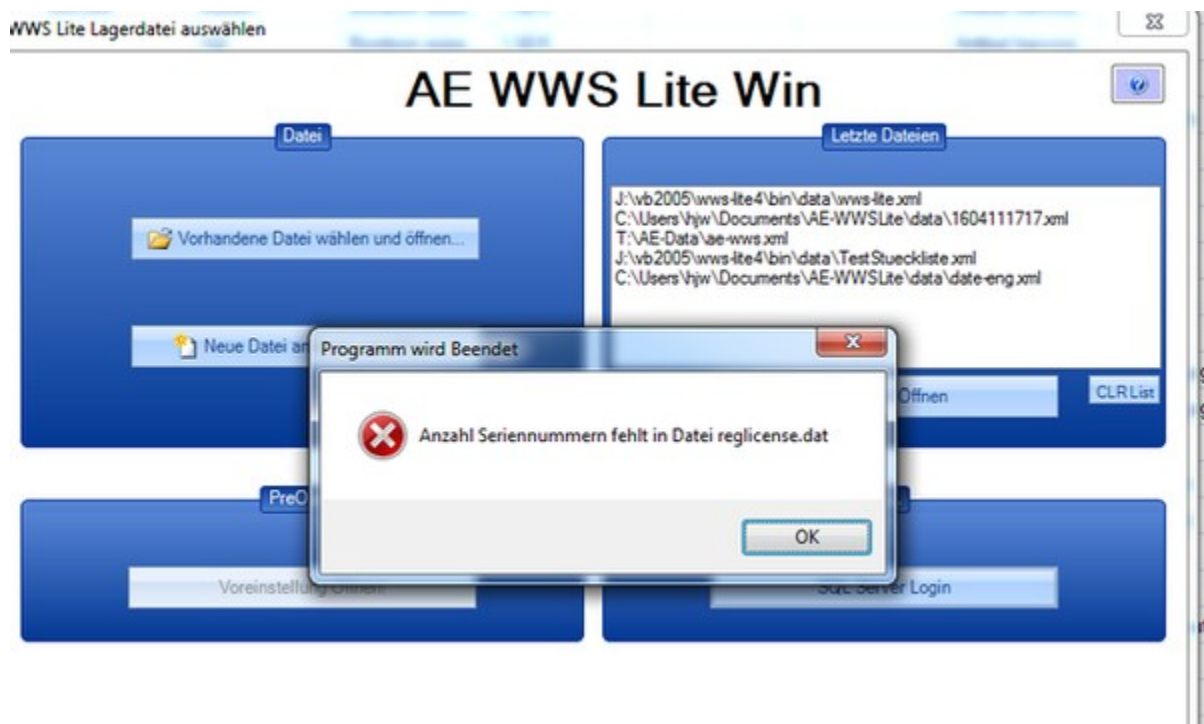 WWS Lite Lagerdatei auswählen
AE WWS Lite Win
Datei
Vorhandene Datei wählen und öffnen...
Neue Datei an
Letzte Dateien
J:\vb2005\wws-lite4\bin\data\wws-lite.xml
C:\Users\hjw\Documents\AE-WWSLite\data\1604111717.xml
T:\AE-Data\ae-wws.xml
J:\vb2005\wws-lite4\bin\data\TestStueckliste.xml
C:\Users\hjw\Documents\AE-WWSLite\data\date-eng.xml
Öffnen
CLR List
Programm wird Beendet
Anzahl Seriennummern fehlt in Datei reglicense.dat
OK
PreO
Voreinstellung Öffnen.
SQL Server Login